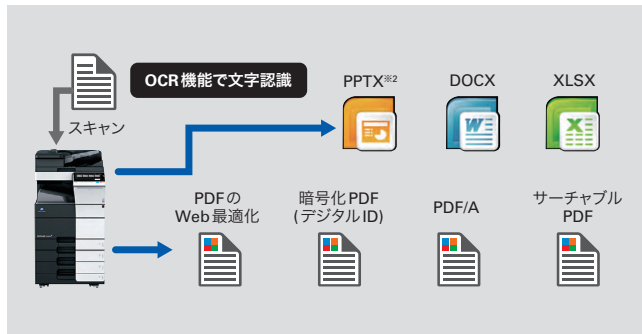 OCR機能で文字認識
スキャン
PPTX※2
DOCX
XLSX
PDFの
Web最適化
暗号化PDF
(デジタルID)
PDF/A
サーチャブル
PDF